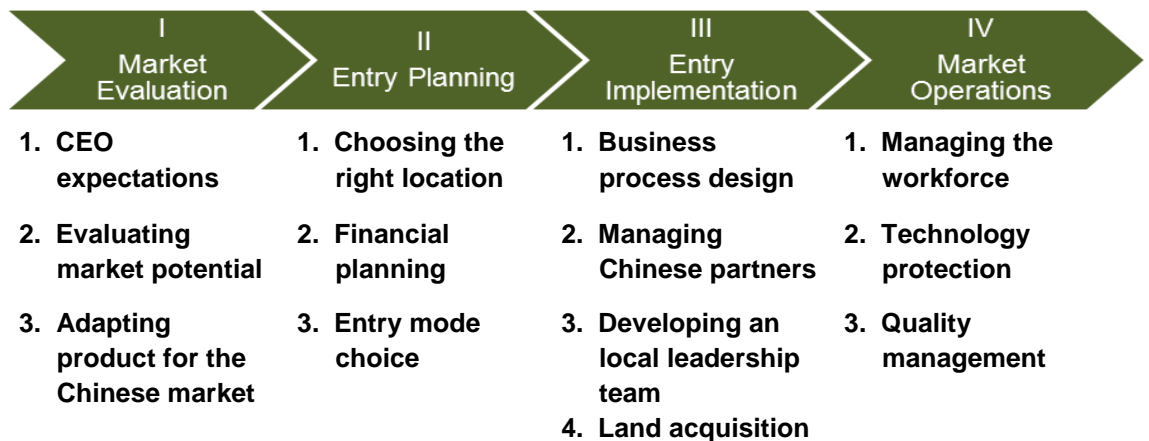 I
Market
Evaluation
II
Entry Planning
III
Entry
Implementation
IV
Market
Operations
1. CEO
expectations
2. Evaluating
market potential
3. Adapting
product for the
Chinese market
1. Choosing the
right location
2. Financial
planning
3. Entry mode
choice
1. Business
process design
2. Managing
Chinese partners
3. Developing an
local leadership
team
4. Land acquisition
1. Managing the
workforce
2. Technology
protection
3. Quality
management